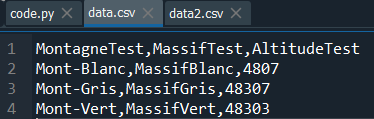 code.py data.csv data2.csv
1 MontagneTest,MassifTest,AltitudeTest
2 Mont-Blanc,MassifBlanc,4807
3 Mont-Gris,MassifGris,48307
4 Mont-Vert,MassifVert,48303